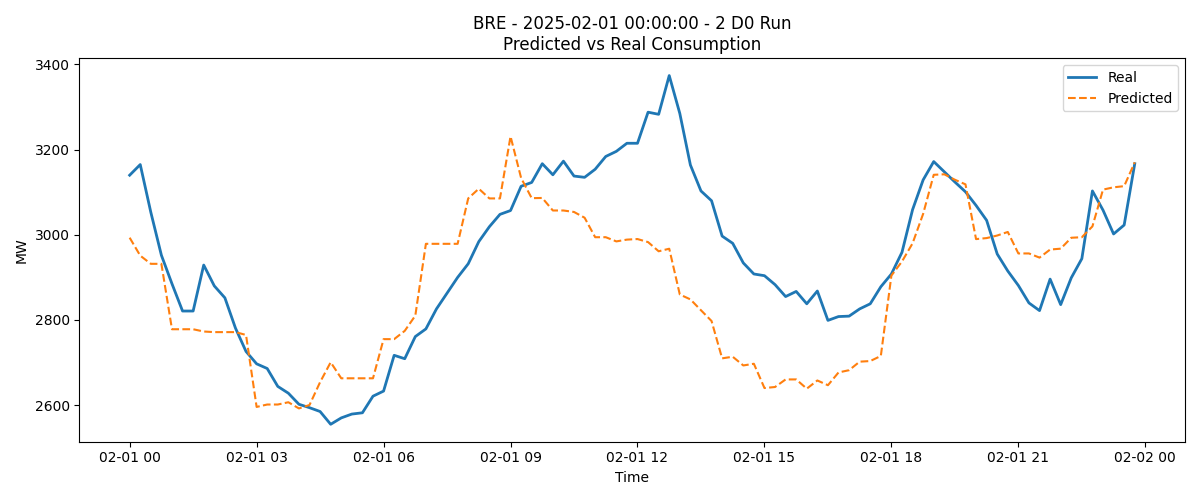 BRE - 2025-02-01 00:00:00 - 2 D0 Run
Predicted vs Real Consumption
3400
3200
3000
2800
2600
MW
Real
Predicted
02-01 00
02-01 03
02-01 06
02-01 09
02-01 12
02-01 15
02-01 18
02-01 21
02-02 00
Time